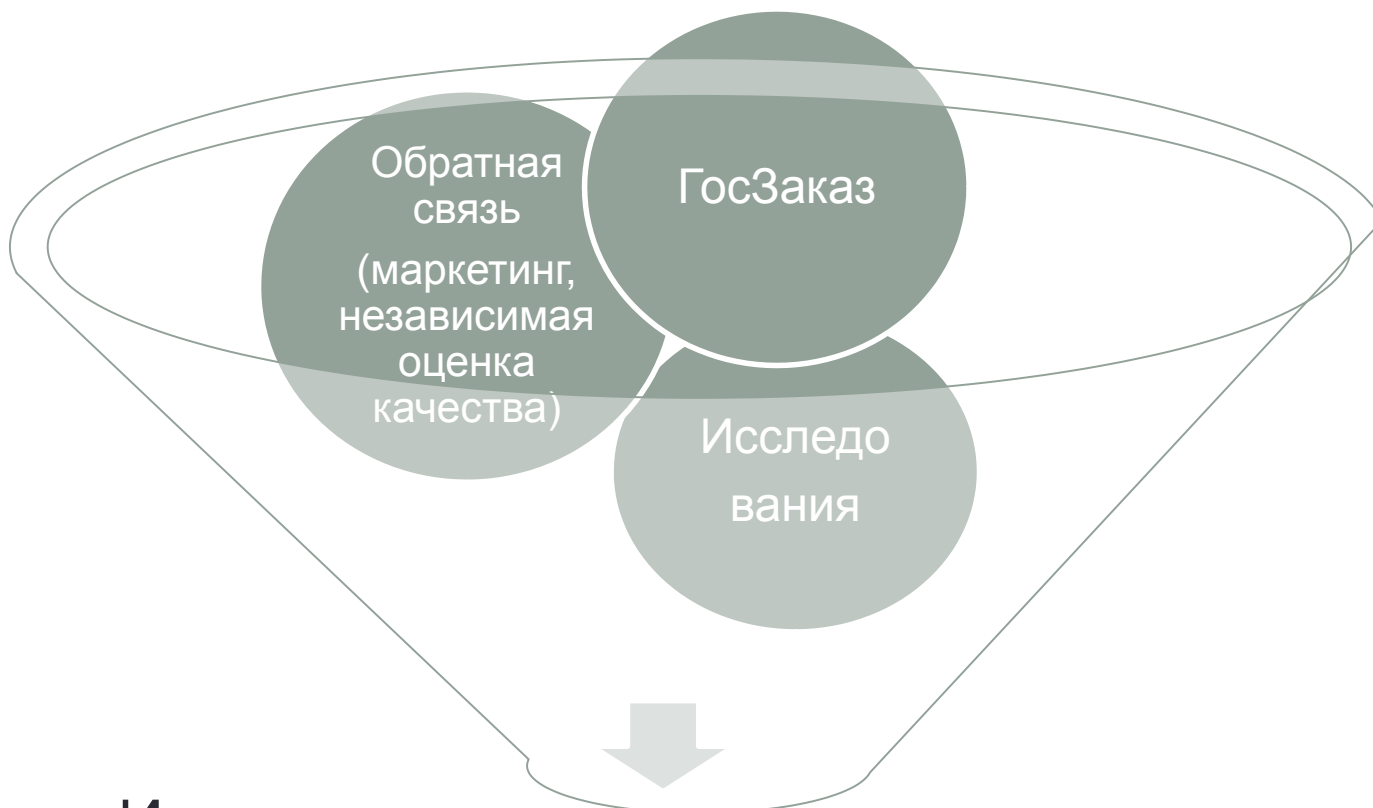 Обратная
связь
(маркетинг,
независимая
оценка
качества)
ГосЗаказ
Исследо
вания